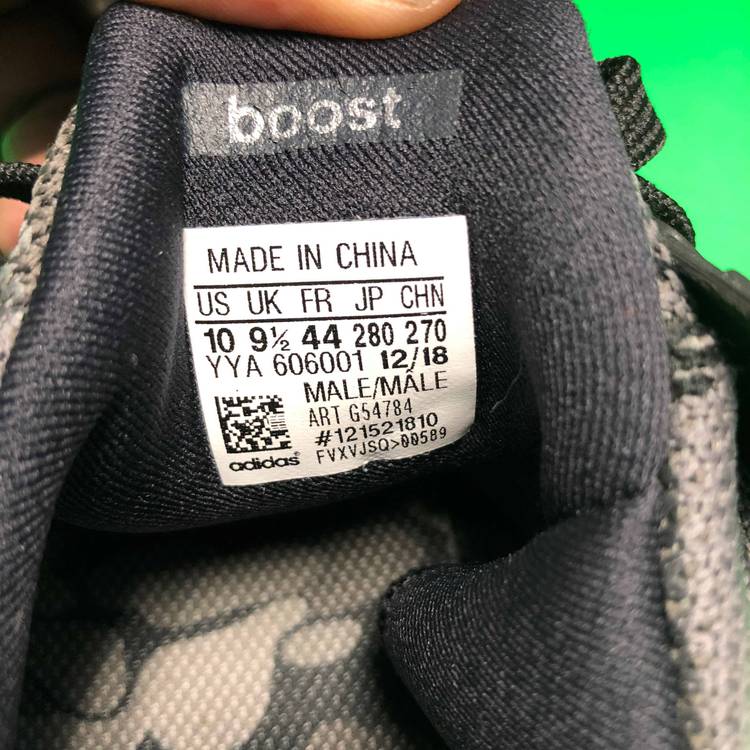 boost
MADE IN CHINA
US UK FR JP CHN
10 9½ 44 280 270
YYA 606001 12/18
MALE/MÂLE
ART G54784
#121521810
adidas FVXVJSQ>00589